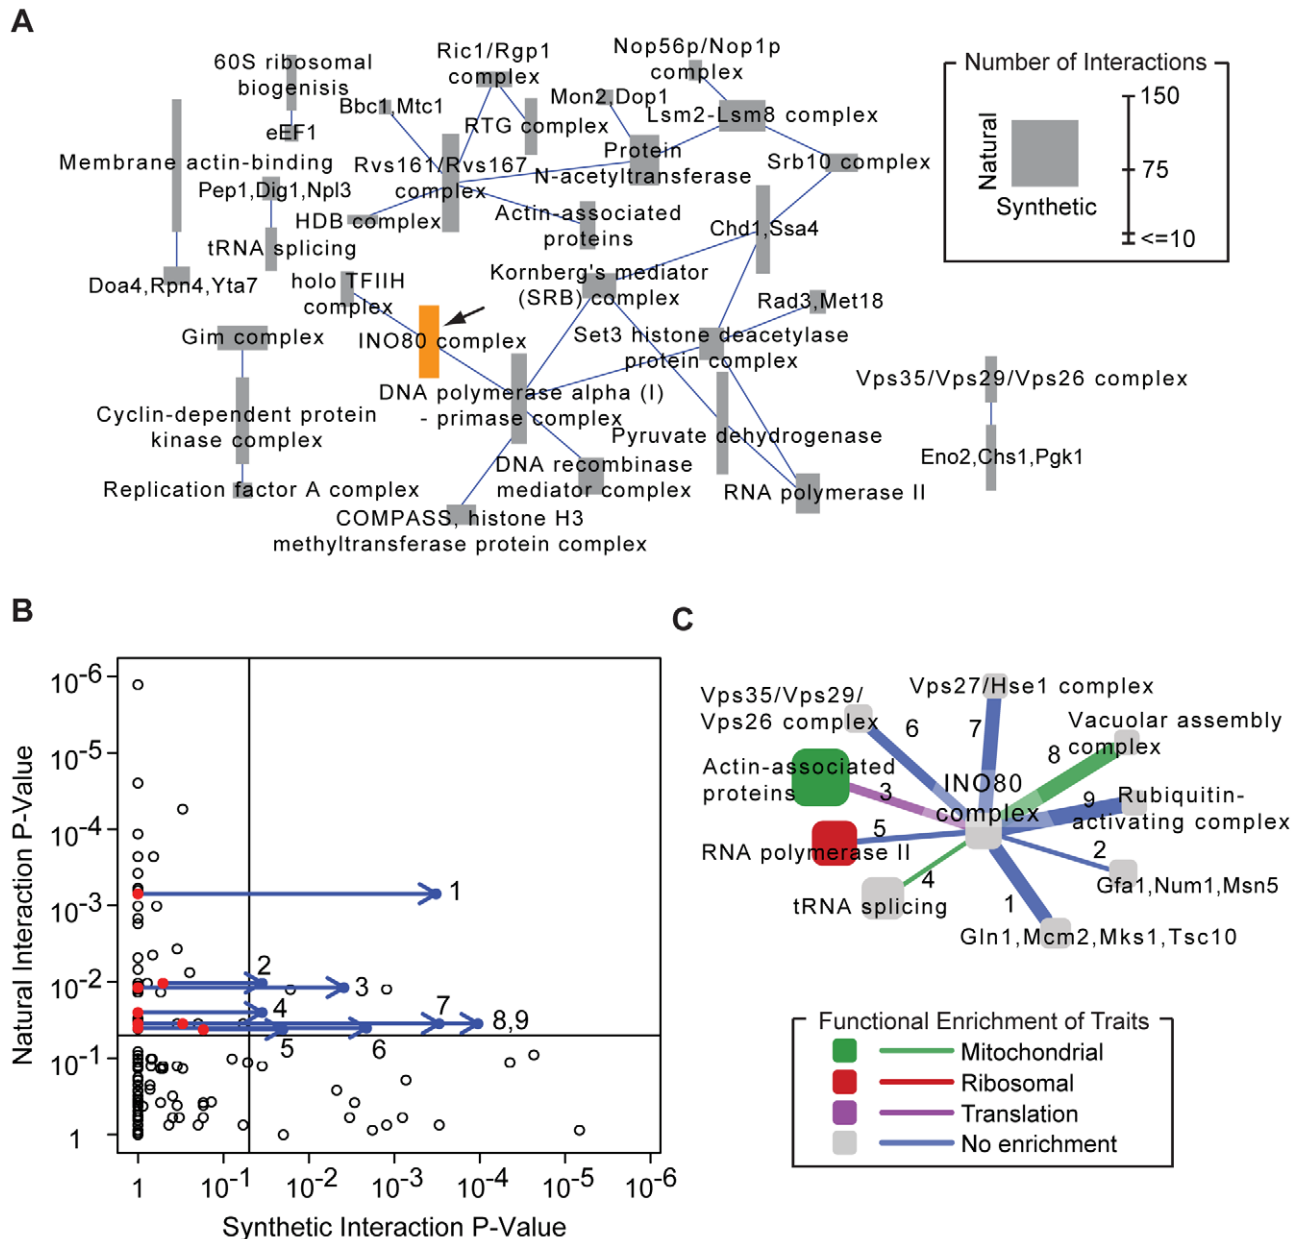 A
60S ribosomal
biogenisis
eEF1
Ric1/Rgp1
complex
Nop56p/Nop1p
complex
Bbc1,Mtc1
RTG complex
Mon2,Dop1
Lsm2-Lsm8 complex
Membrane actin-binding
Pep1,Dig1,Npl3
Rvs161/Rvs167
complex
Protein
N-acetyltransferase
Srb10 complex
HDB complex
tRNA splicing
Actin-associated
proteins
Chd1,Ssa4
Doa4,Rpn4,Yta7
holo TFIIH
complex
Kornberg's mediator
(SRB) complex
Rad3,Met18
Gim complex
INO80 complex
Set3 histone deacetylase
protein complex
DNA polymerase alpha (I)
- primase complex
Vps35/Vps29/Vps26 complex
Cyclin-dependent protein
kinase complex
Pyruvate dehydrogenase
Eno2,Chs1,Pgk1
DNA recombinase
mediator complex
Replication factor A complex
RNA polymerase II
COMPASS, histone H3
methyltransferase protein complex
Number of Interactions
Natural
Synthetic
150
75
<=10
B
Natural Interaction P-Value
10-6
10-5
10-4
10-3
10-2
10-1
1
1
2
3
4
7
8,9
5
6
1
10-1
10-2
10-3
10-4
10-5
10-6
Synthetic Interaction P-Value
C
Vps35/Vps29/
Vps26 complex
Vps27/Hse1 complex
Vacuolar assembly
complex
Actin-associated
proteins
INO80
complex
Rubiquitin-
activating complex
RNA polymerase II
tRNA splicing
Gfa1,Num1,Msn5
Gln1,Mcm2,Mks1,Tsc10
6
7
8
3
9
5
2
4
1
Functional Enrichment of Traits
Mitochondrial
Ribosomal
Translation
No enrichment